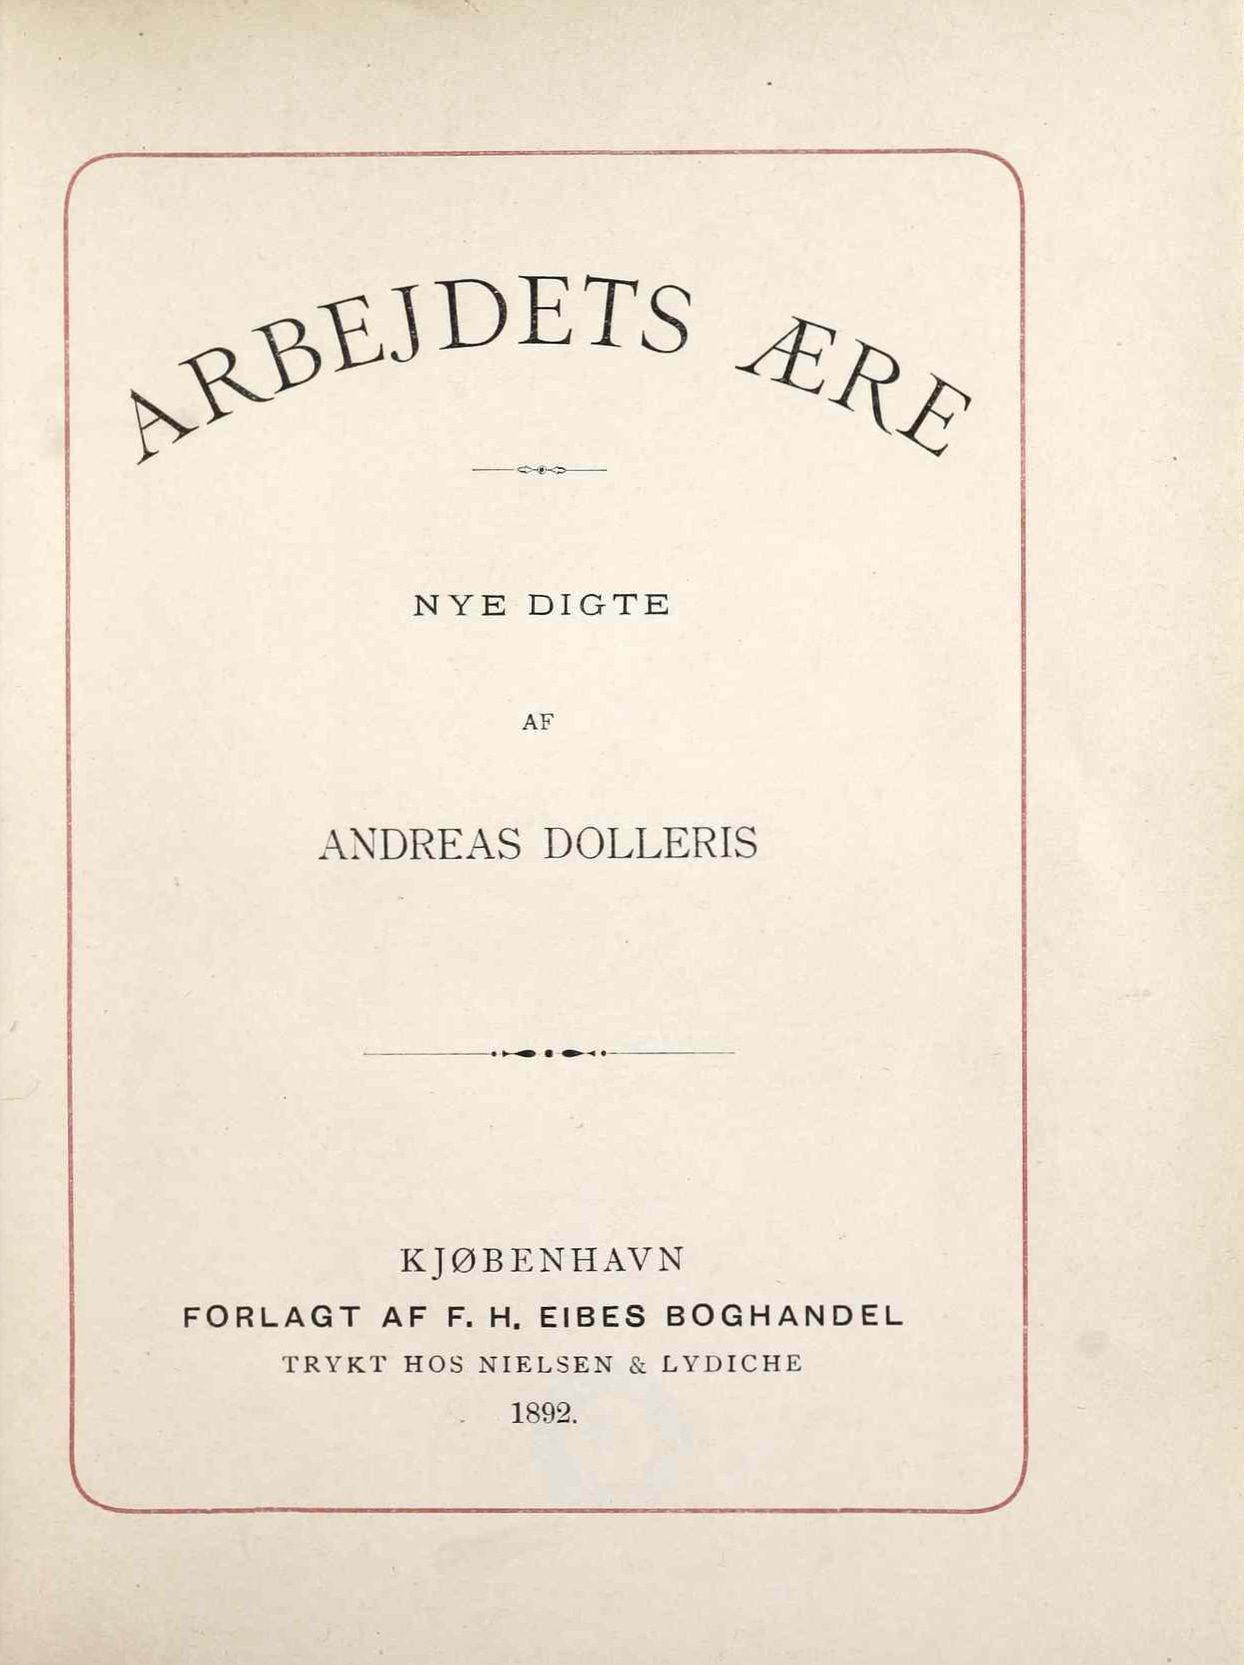 ARBEJDETS ÆRE
NYE DIGTE
AF
ANDREAS DOLLERIS
KJØBENHAVN
FORLAGT AF F. H. EIBES BOGHANDEL
TRYKT HOS NIELSEN & LYDICHE
1892.